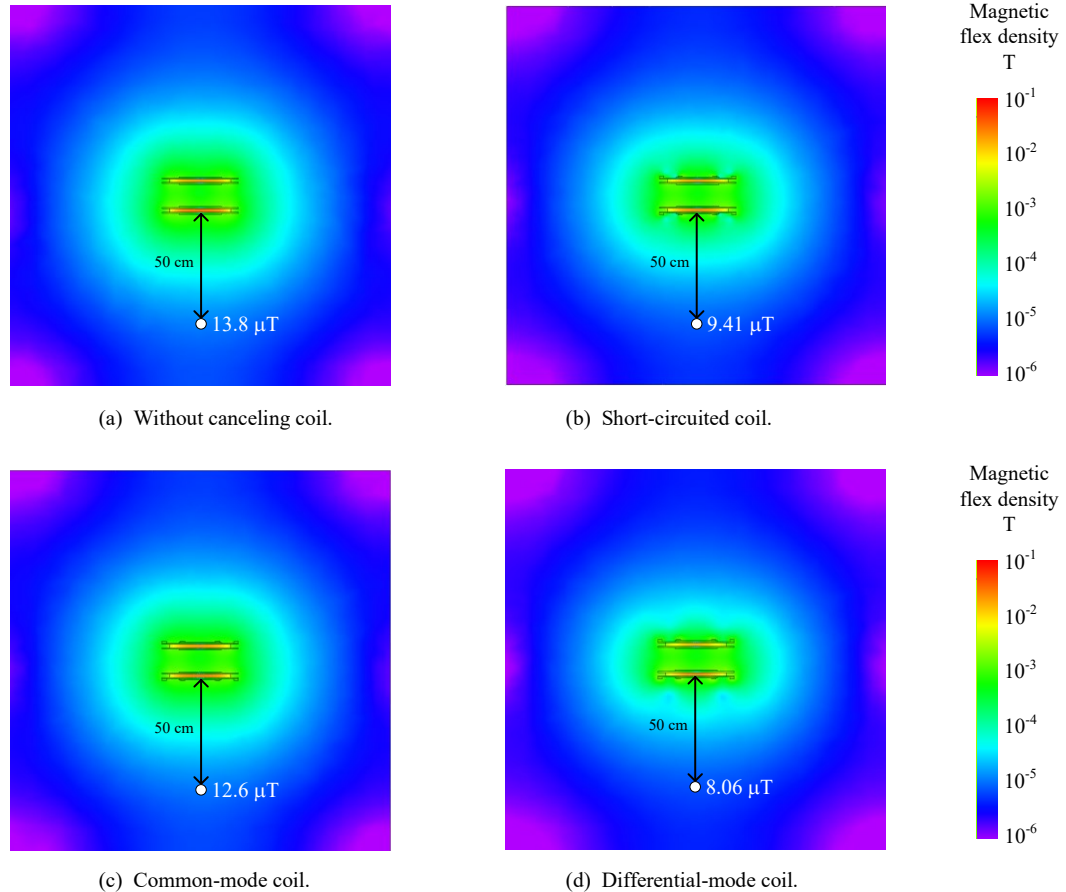 Magnetic
flex density
T
10-1
10-2
10-3
10-4
10-5
10-6
50 cm
13.8 μT
50 cm
9.41 μT
(a) Without canceling coil.
(b) Short-circuited coil.
Magnetic
flex density
T
10-1
10-2
10-3
10-4
10-5
10-6
50 cm
12.6 μT
50 cm
8.06 μT
(c) Common-mode coil.
(d) Differential-mode coil.